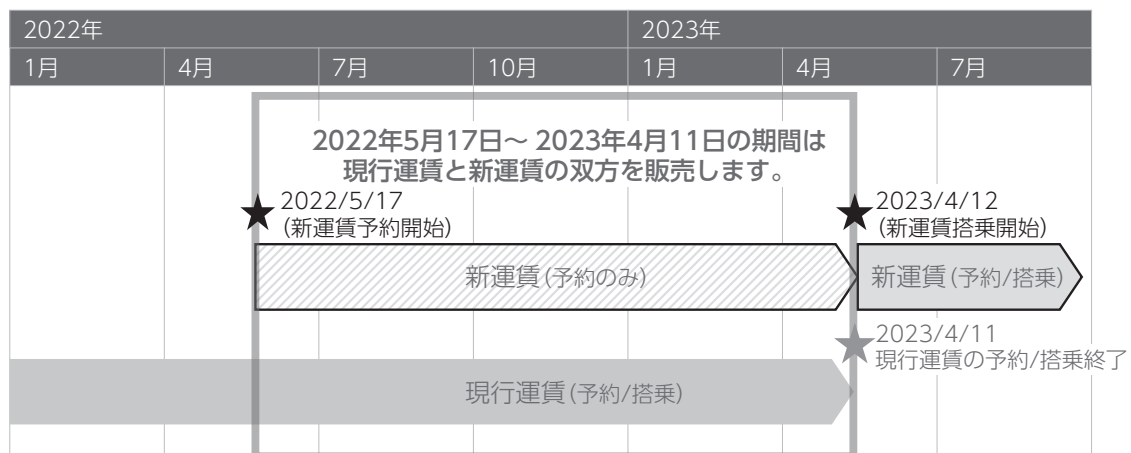 2022年
2023年
1月
4月
7月
10月
1月
4月
7月
2022年5月17日〜 2023年4月11日の期間は
現行運賃と新運賃の双方を販売します。
★2022/5/17
（新運賃予約開始）
★2023/4/12
（新運賃搭乗開始）
新運賃（予約のみ）
新運賃（予約/搭乗）
★2023/4/11
現行運賃の予約/搭乗終了
現行運賃（予約/搭乗）